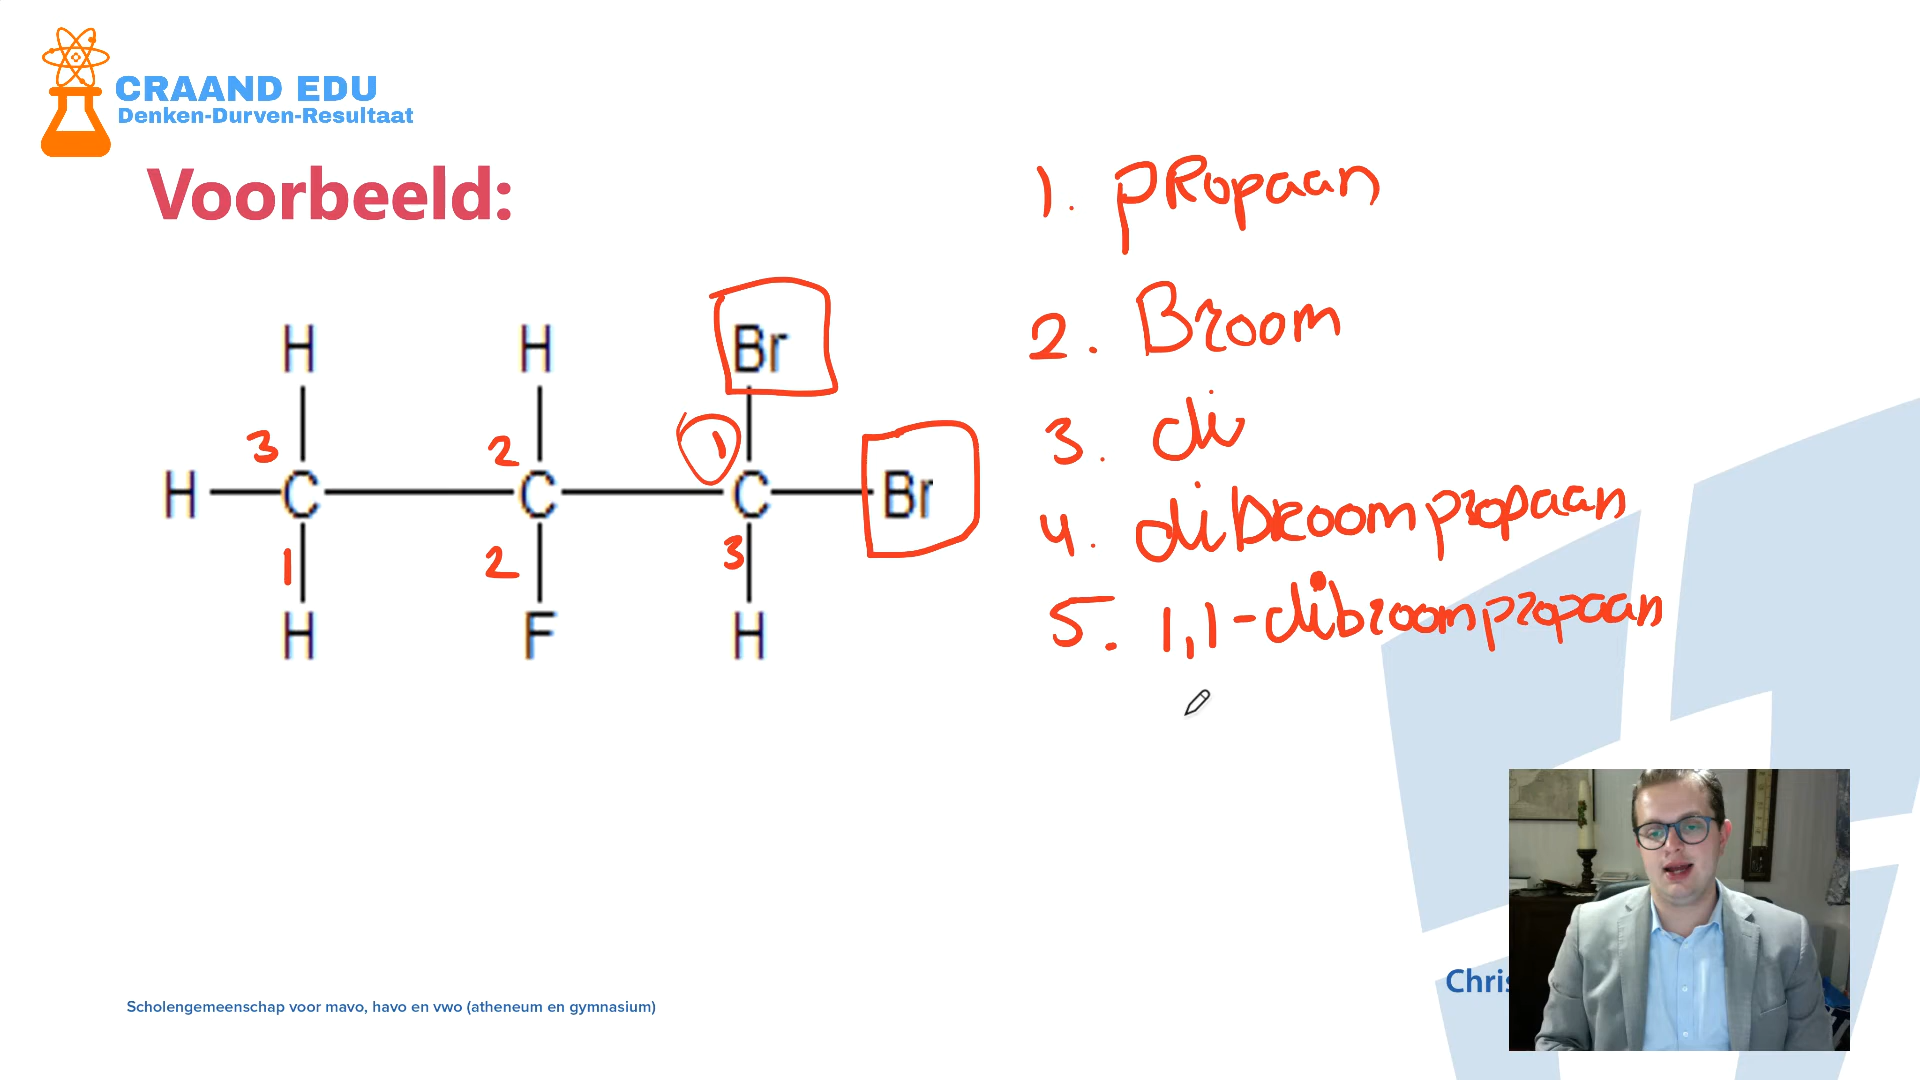 CRAAND EDU
Denken-Durven-Resultaat
Voorbeeld:
1. propaan
2. Broom
3. di
4. dibroompropaan
5. 1,1-dibroompropaan
H H Br
3 2 1
H C C C Br
1 2 3
H F H
Chris
Scholengemeenschap voor mavo, havo en vwo (atheneum en gymnasium)